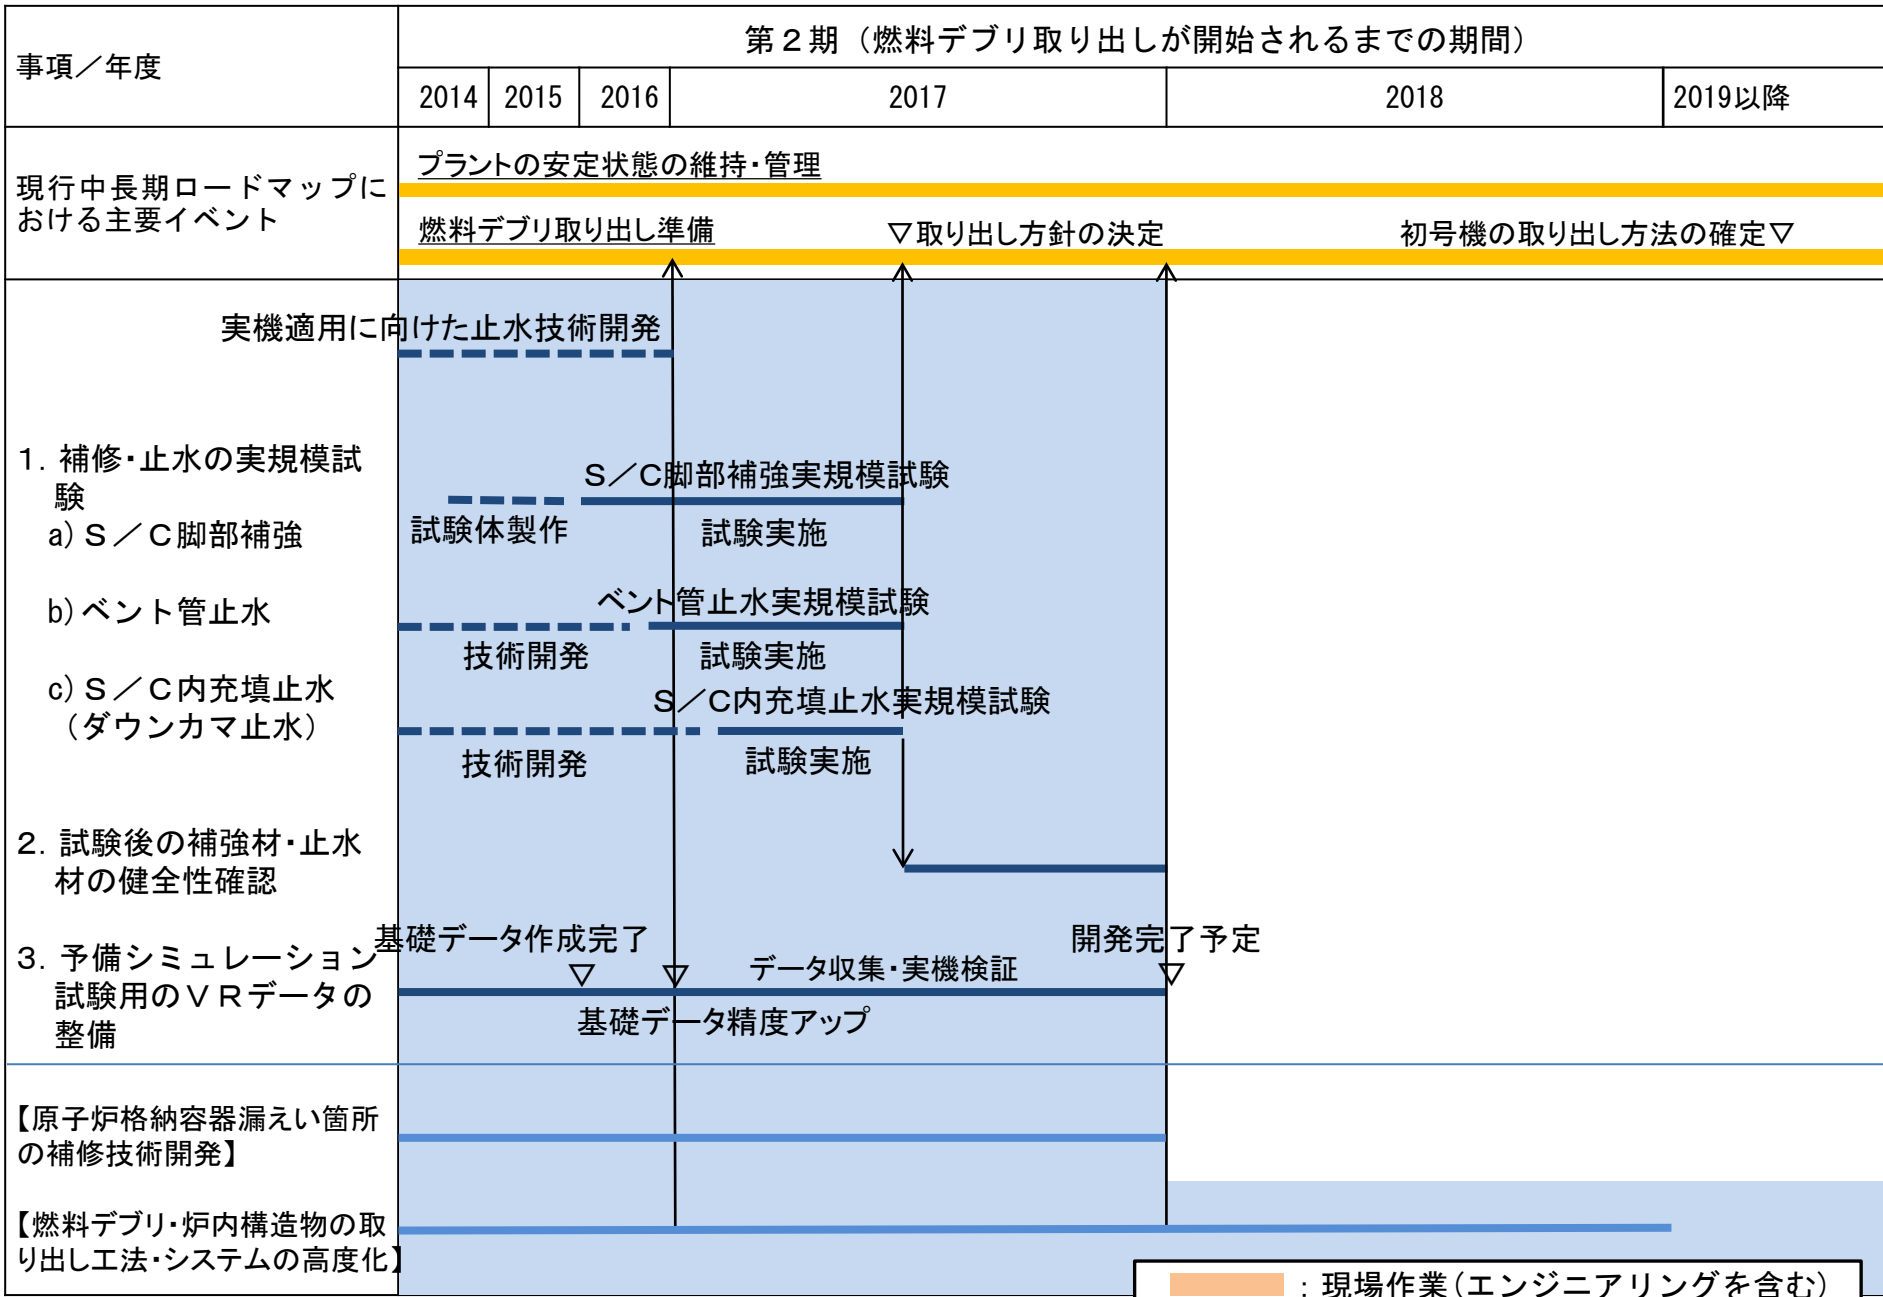 事項／年度
第２期（燃料デブリ取り出しが開始されるまでの期間）
2014 2015 2016 2017 2018 2019以降
現行中長期ロードマップに
おける主要イベント
プラントの安定状態の維持・管理
燃料デブリ取り出し準備
▽取り出し方針の決定
初号機の取り出し方法の確定▽
実機適用に向けた止水技術開発
１．補修・止水の実規模試
験
a)Ｓ／Ｃ脚部補強
Ｓ／Ｃ脚部補強実規模試験
試験体製作
試験実施
b)ベント管止水
ベント管止水実規模試験
技術開発
試験実施
c)Ｓ／Ｃ内充填止水
（ダウンカマ止水）
Ｓ／Ｃ内充填止水実規模試験
技術開発
試験実施
２．試験後の補強材・止水
材の健全性確認
３．予備シミュレーション
試験用のＶＲデータの
整備
基礎データ作成完了
▽
▽
データ収集・実機検証
開発完了予定
▽
基礎データ精度アップ
【原子炉格納容器漏えい箇所
の補修技術開発】
【燃料デブリ・炉内構造物の取
り出し工法・システムの高度化】
：現場作業（エンジニアリングを含む）